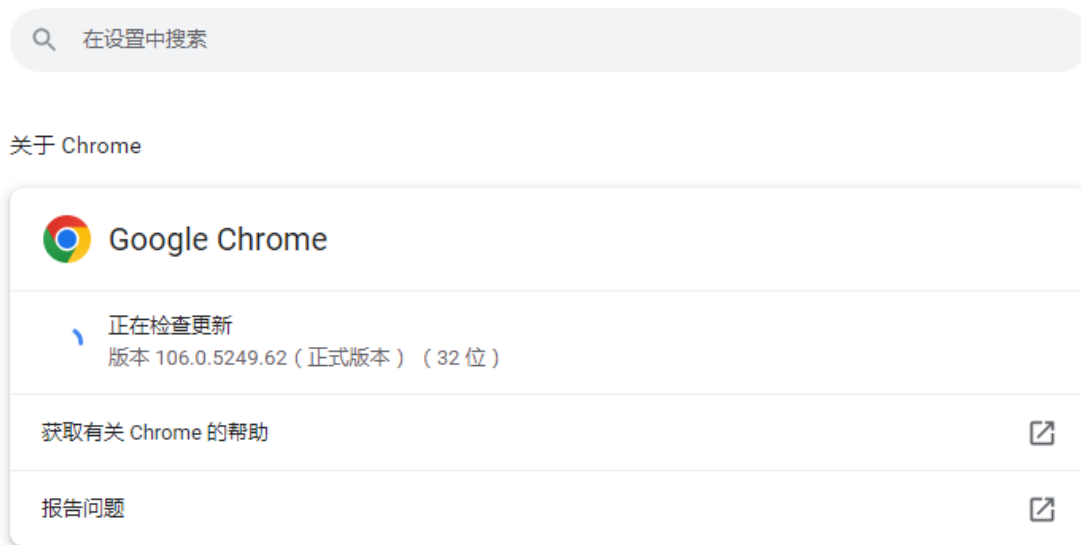 在设置中搜索
关于 Chrome
Google Chrome
正在检查更新
版本 106.0.5249.62（正式版本）（32 位）
获取有关 Chrome 的帮助
报告问题